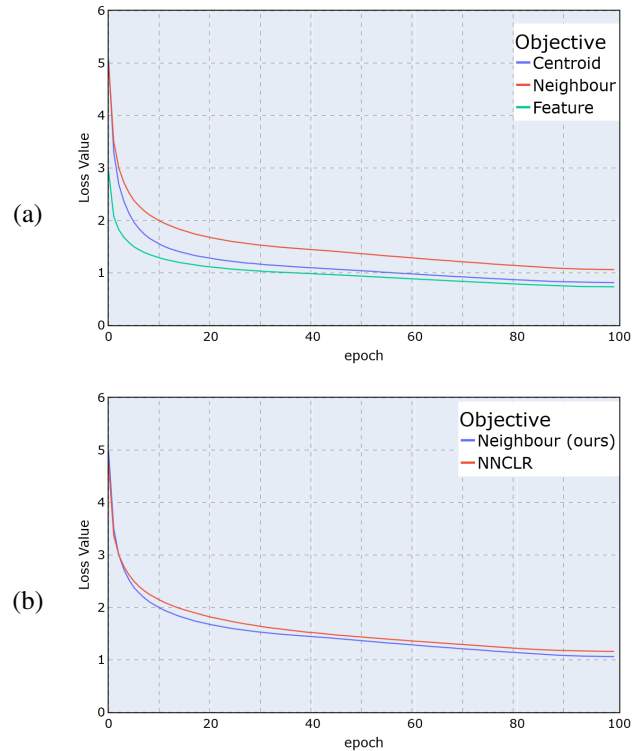 (a)
Loss Value
6
5
4
3
2
1
0
0 20 40 60 80 100
epoch
Objective
Centroid
Neighbour
Feature
(b)
Loss Value
6
5
4
3
2
1
0
0 20 40 60 80 100
epoch
Objective
Neighbour (ours)
NNCLR